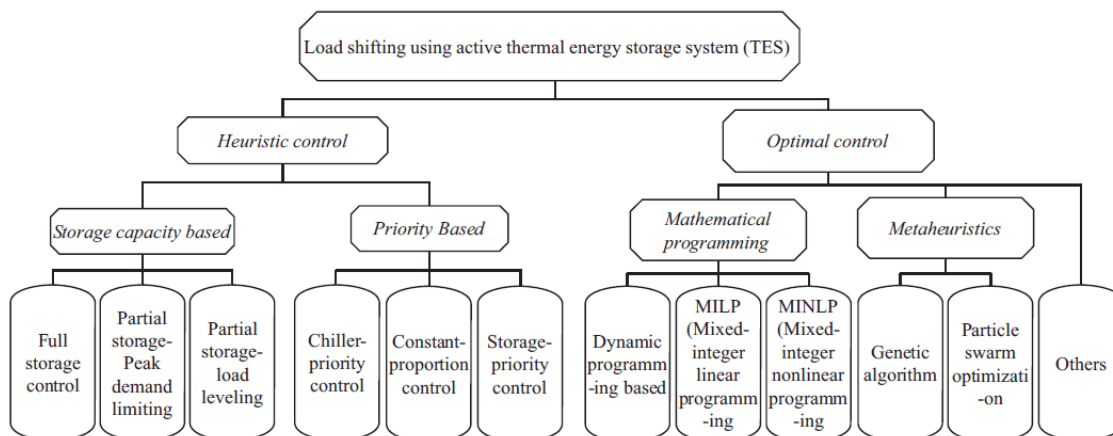 Load shifting using active thermal energy storage system (TES)
Heuristic control
Optimal control
Storage capacity based
Priority Based
Mathematical
programming
Metaheuristics
Full
storage
control
Partial
storage-
Peak
demand
limiting
Partial
storage-
load
leveling
Chiller-
priority
control
Constant-
proportion
control
Storage-
priority
control
Dynamic
programm-
-ing based
MILP
(Mixed-
integer
linear
programm-
-ing
MINLP
(Mixed-
integer
nonlinear
programm-
-ing
Genetic
algorithm
Particle
swarm
optimizati
-on
Others